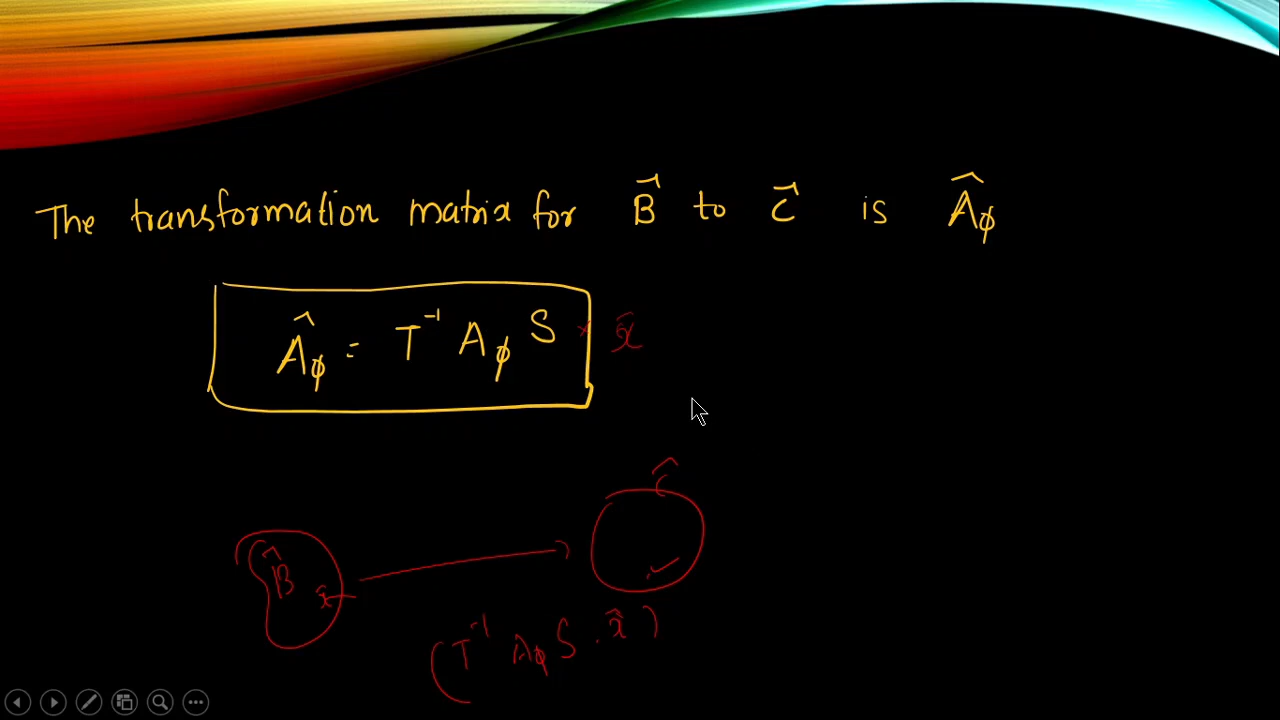 The transformation matrix for B⃗ to C⃗ is Â_ϕ
Â_ϕ = T⁻¹ A_ϕ S × x̂
Ĉ
B̂ x̂
(T⁻¹ A_ϕ S . x̂)